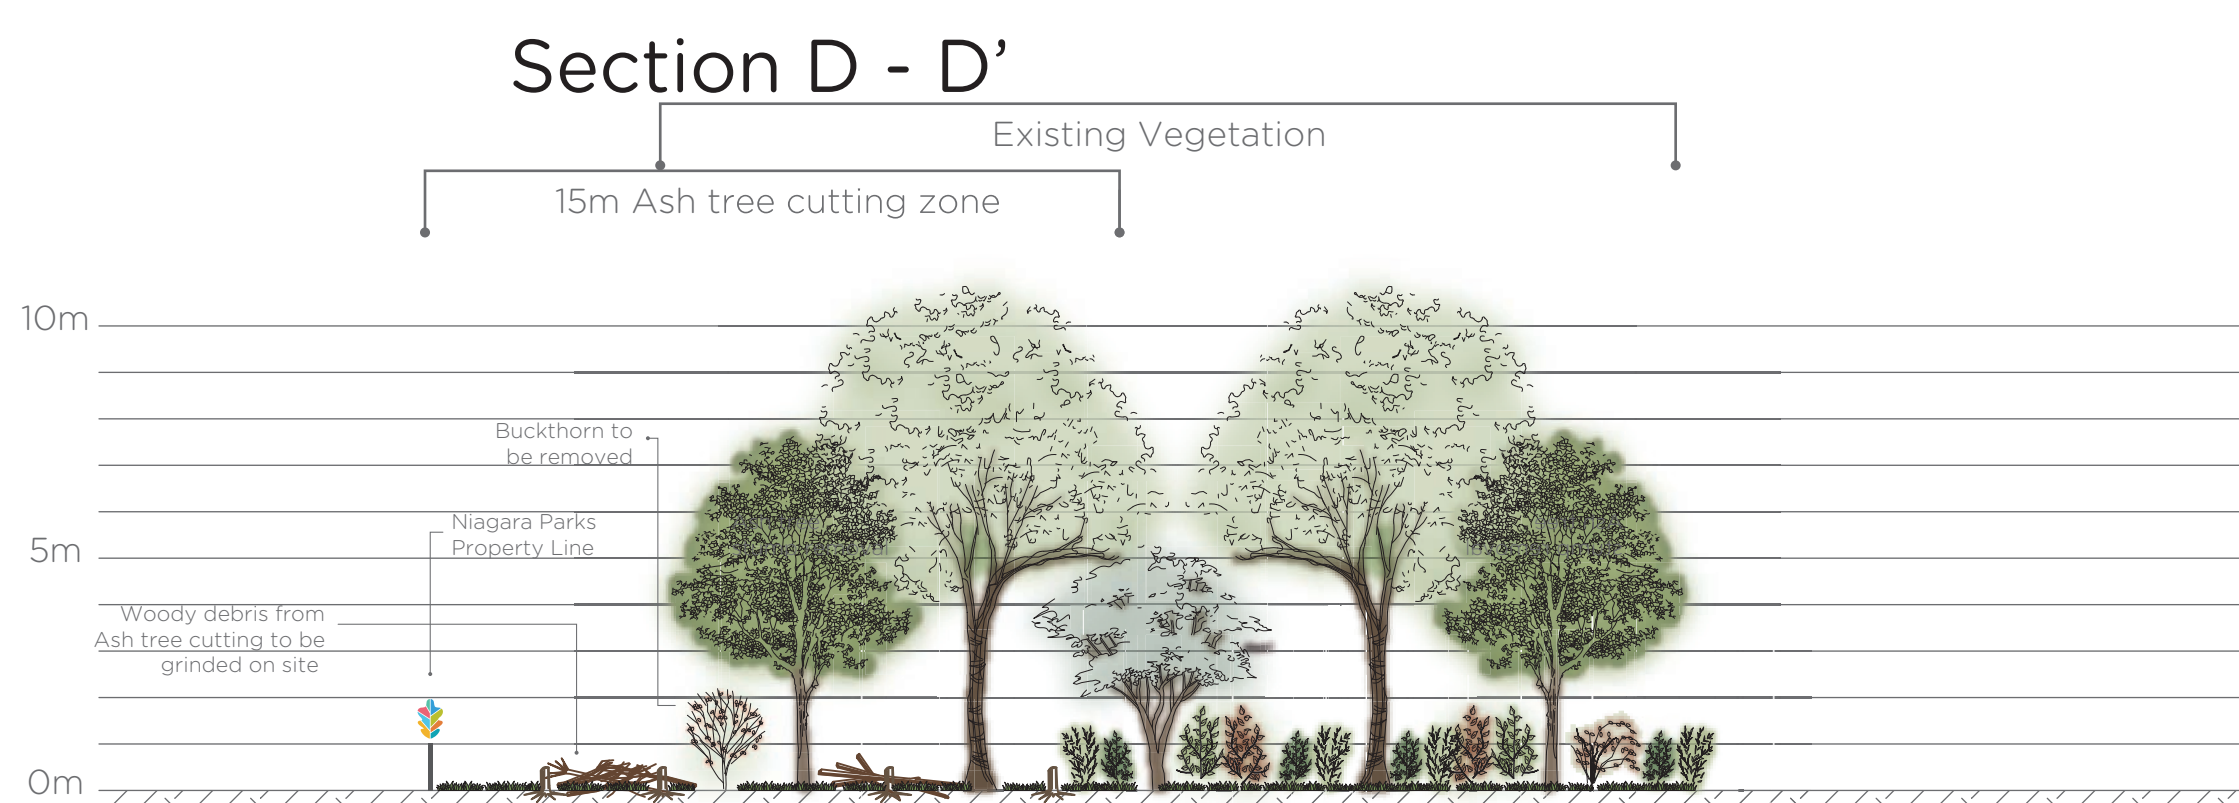 Section D - D’
Existing Vegetation
15m Ash tree cutting zone
10m
Buckthorn to
be removed
Niagara Parks
Property Line
5m
Woody debris from
Ash tree cutting to be
grinded on site
0m